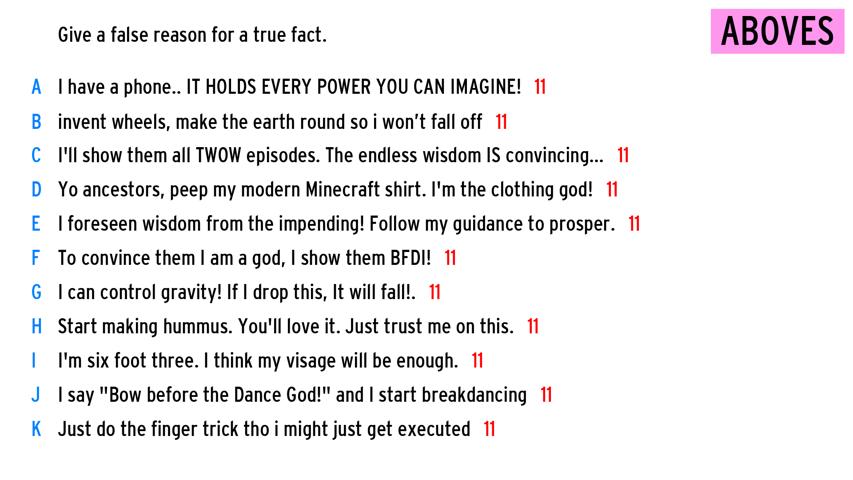 Give a false reason for a true fact.
ABOVES
A I have a phone.. IT HOLDS EVERY POWER YOU CAN IMAGINE! 11
B invent wheels, make the earth round so i won’t fall off 11
C I'll show them all TWOW episodes. The endless wisdom IS convincing... 11
D Yo ancestors, peep my modern Minecraft shirt. I'm the clothing god! 11
E I foreseen wisdom from the impending! Follow my guidance to prosper. 11
F To convince them I am a god, I show them BFDI! 11
G I can control gravity! If I drop this, It will fall!. 11
H Start making hummus. You'll love it. Just trust me on this. 11
I I'm six foot three. I think my visage will be enough. 11
J I say "Bow before the Dance God!" and I start breakdancing 11
K Just do the finger trick tho i might just get executed 11